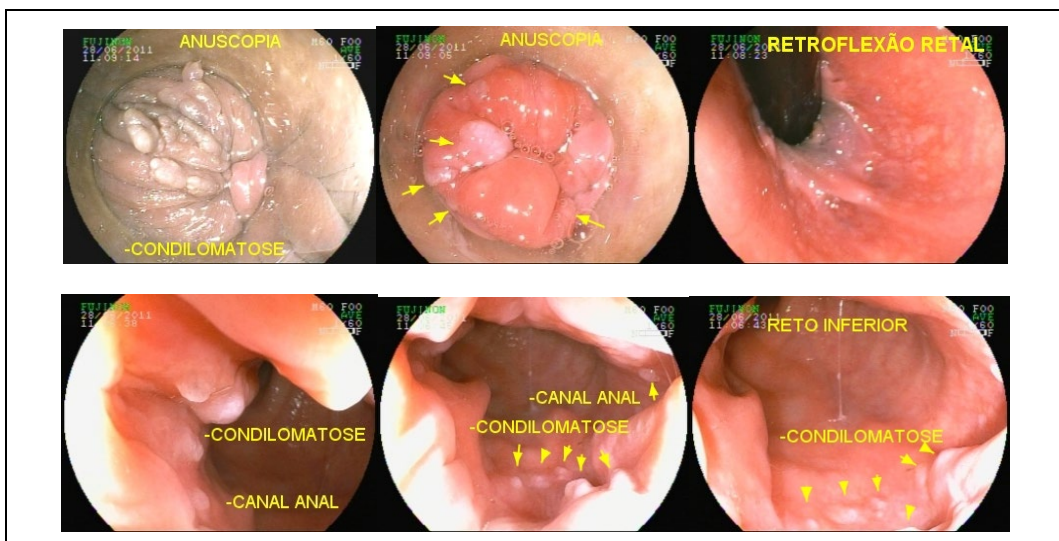 FUJINON
28/06/2011
11:09:14
ANUSCOPIA
-CONDILOMATOSE
FUJINON
28/06/2011
11:09:05
ANUSCOPIA
FUJINON
11:08:23
RETROFLEXÃO RETAL
FUJINON
28/06/2011
-CONDILOMATOSE
-CANAL ANAL
FUJINON
28/06/2011
-CANAL ANAL
-CONDILOMATOSE
FUJINON
11:06:43
RETO INFERIOR
-CONDILOMATOSE